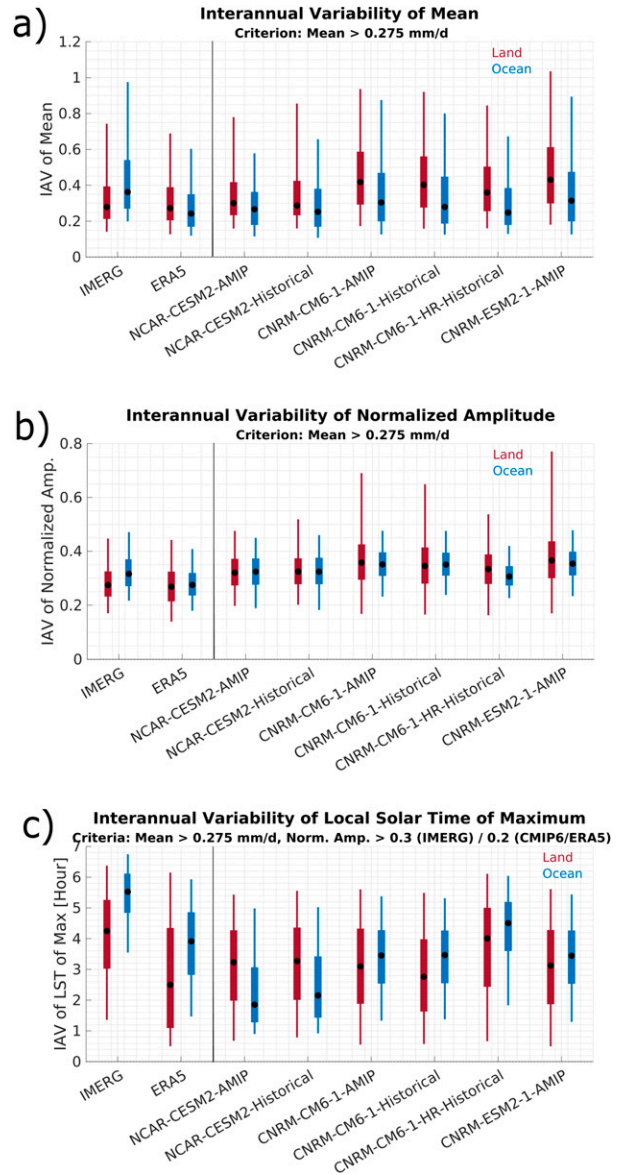 a)
Interannual Variability of Mean
Criterion: Mean > 0.275 mm/d
Land
Ocean
IAV of Mean
1.2
1
0.8
0.6
0.4
0.2
0
IMERG
ERA5
NCAR-CESM2-AMIP
NCAR-CESM2-Historical
CNRM-CM6-1-AMIP
CNRM-CM6-1-Historical
CNRM-CM6-1-HR-Historical
CNRM-ESM2-1-AMIP
b)
Interannual Variability of Normalized Amplitude
Criterion: Mean > 0.275 mm/d
Land
Ocean
IAV of Normalized Amp.
0.8
0.6
0.4
0.2
0
IMERG
ERA5
NCAR-CESM2-AMIP
NCAR-CESM2-Historical
CNRM-CM6-1-AMIP
CNRM-CM6-1-Historical
CNRM-CM6-1-HR-Historical
CNRM-ESM2-1-AMIP
c)
Interannual Variability of Local Solar Time of Maximum
Criteria: Mean > 0.275 mm/d, Norm. Amp. > 0.3 (IMERG) / 0.2 (CMIP6/ERA5)
Land
Ocean
IAV of LST of Max [Hour]
7
6
5
4
3
2
1
0
IMERG
ERA5
NCAR-CESM2-AMIP
NCAR-CESM2-Historical
CNRM-CM6-1-AMIP
CNRM-CM6-1-Historical
CNRM-CM6-1-HR-Historical
CNRM-ESM2-1-AMIP